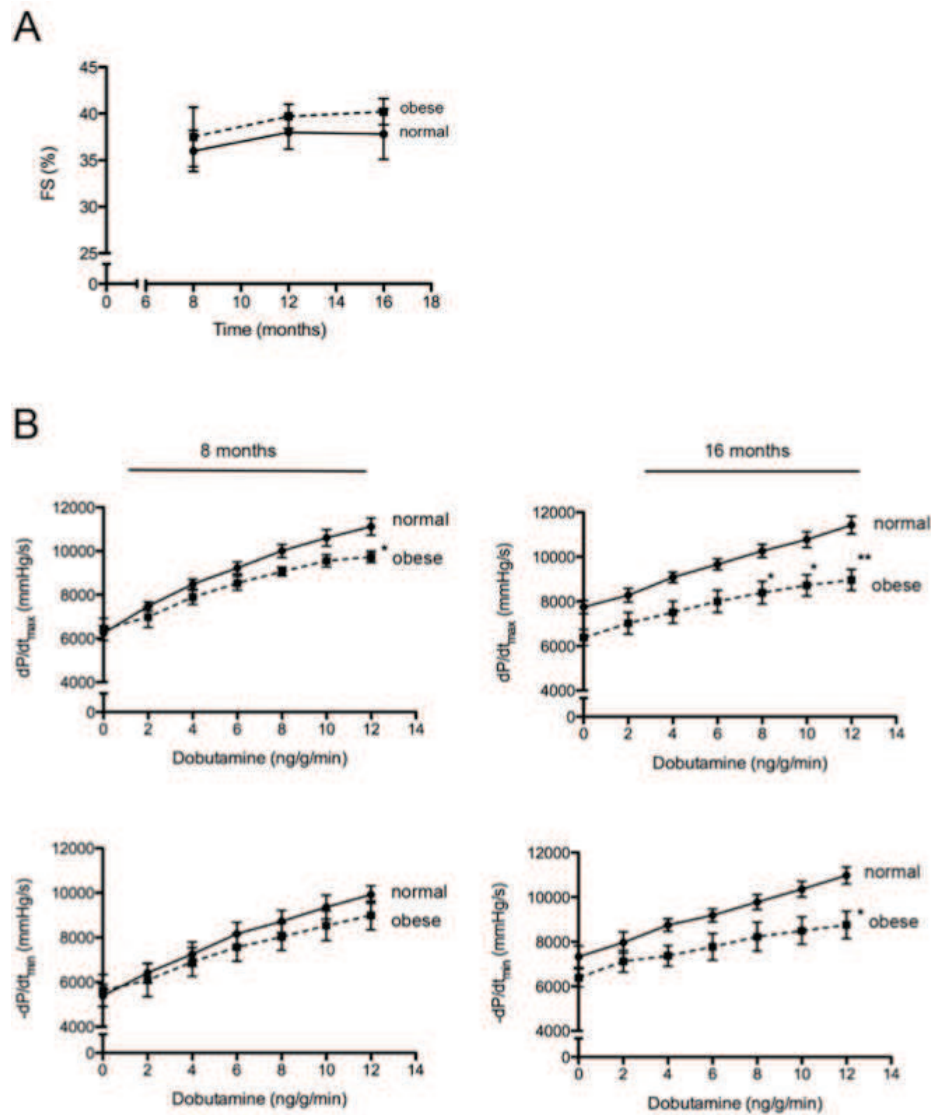 A
45
40
35
30
25
0
FS (%)
obese
normal
0 6 8 10 12 14 16 18
Time (months)
B
8 months
16 months
12000
10000
8000
6000
4000
0
dP/dtmax (mmHg/s)
normal
* obese
0 2 4 6 8 10 12 14
Dobutamine (ng/g/min)
12000
10000
8000
6000
4000
0
dP/dtmax (mmHg/s)
normal
* * **
obese
0 2 4 6 8 10 12 14
Dobutamine (ng/g/min)
12000
10000
8000
6000
4000
0
-dP/dtmin (mmHg/s)
normal
obese
0 2 4 6 8 10 12 14
Dobutamine (ng/g/min)
12000
10000
8000
6000
4000
0
-dP/dtmin (mmHg/s)
normal
* obese
0 2 4 6 8 10 12 14
Dobutamine (ng/g/min)